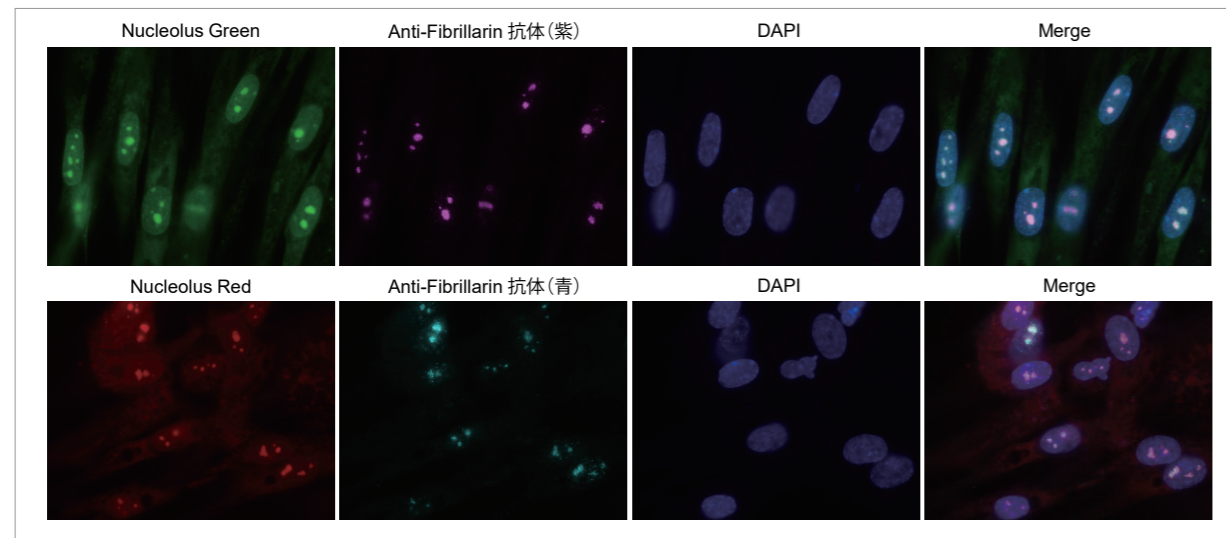 Nucleolus Green
Anti-Fibrillarin 抗体（紫）
DAPI
Merge
Nucleolus Red
Anti-Fibrillarin 抗体（青）
DAPI
Merge